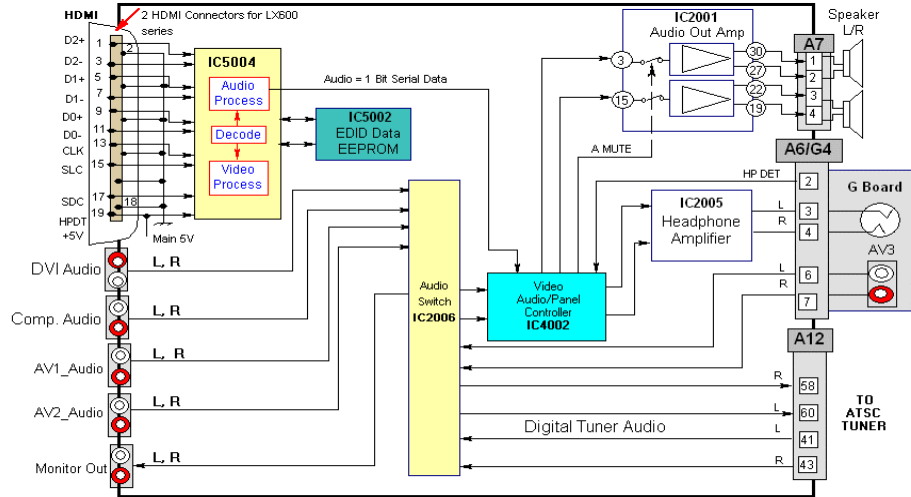 HDMI
2 HDMI Connectors for LX600
series
D2+
D2-
D1+
D1-
D0+
D0-
CLK
SLC
SDC
HPDT
+5V
1
2
3
5
7
9
11
13
15
17
18
19
Main 5V
IC5004
Audio
Process
Decode
Video
Process
IC5002
EDID Data
EEPROM
Audio = 1 Bit Serial Data
IC2001
Audio Out Amp
3
15
30
27
22
19
A MUTE
Speaker
L/R
A7
1
2
3
4
A6/G4
HP DET
2
L
3
R
4
L
6
R
7
G Board
AV3
IC2005
Headphone
Amplifier
Video
Audio/Panel
Controller
IC4002
Audio
Switch
IC2006
DVI Audio
L, R
Comp. Audio
L, R
AV1_Audio
L, R
AV2_Audio
L, R
Monitor Out
L, R
A12
R
58
L
60
Digital Tuner Audio
L
41
R
43
TO
ATSC
TUNER